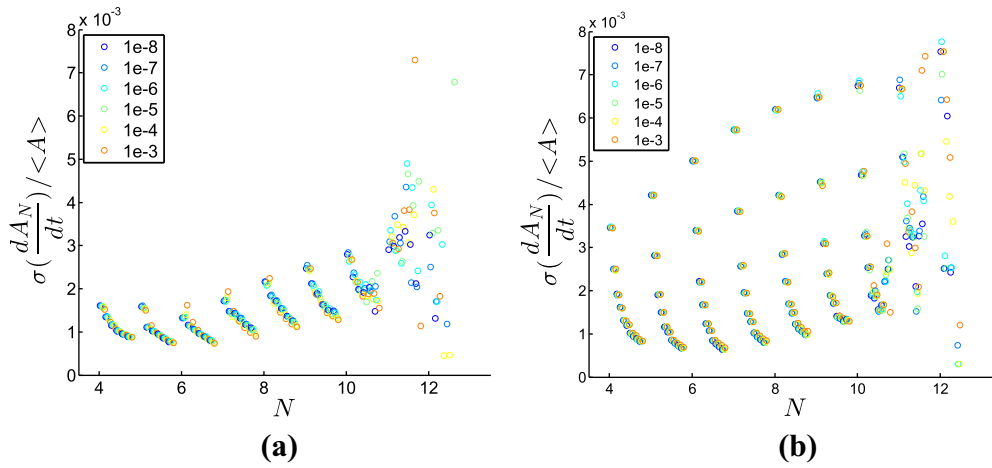 x 10⁻³
8
7
6
5
4
3
2
1
0
4 6 8 10 12
1e-8
1e-7
1e-6
1e-5
1e-4
1e-3
σ(dA_N/dt)/<A>
N
(a)
x 10⁻³
8
7
6
5
4
3
2
1
0
4 6 8 10 12
1e-8
1e-7
1e-6
1e-5
1e-4
1e-3
σ(dA_N/dt)/<A>
N
(b)